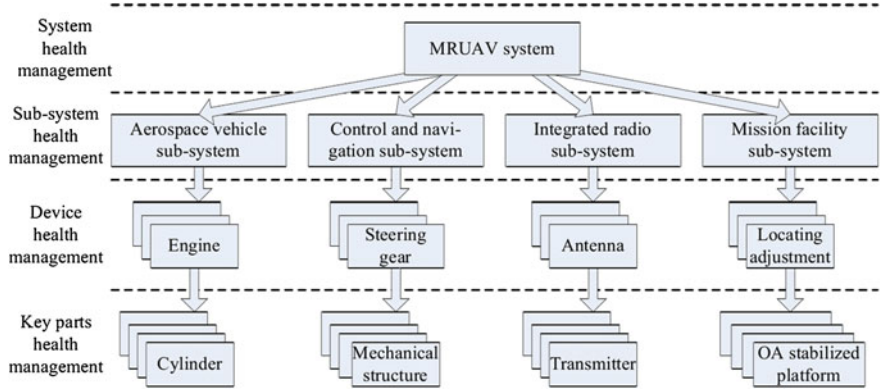 System
health
management
MRUAV system
Sub-system
health
management
Aerospace vehicle
sub-system
Control and navi-
gation sub-system
Integrated radio
sub-system
Mission facility
sub-system
Device
health
management
Engine
Steering
gear
Antenna
Locating
adjustment
Key parts
health
management
Cylinder
Mechanical
structure
Transmitter
OA stabilized
platform